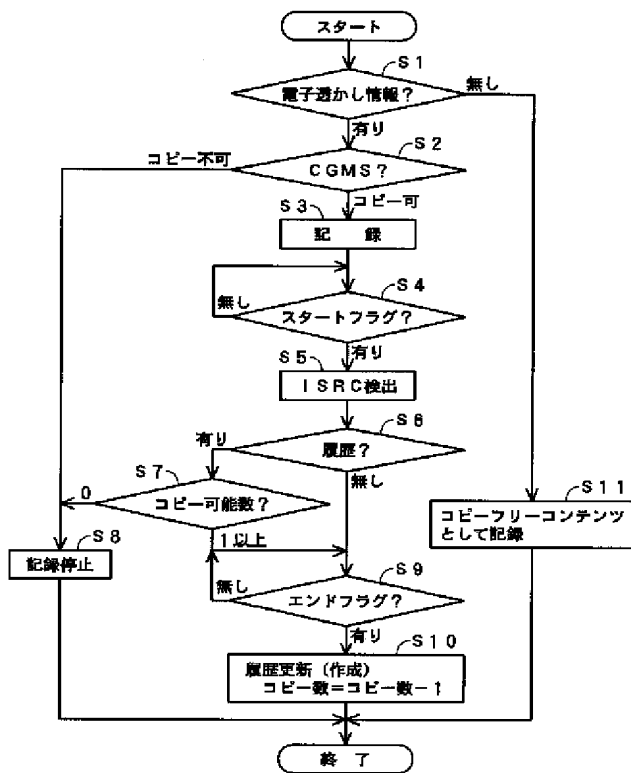 スタート
S1
電子透かし情報?
無し
有り
S2
コピー不可
CGMS?
コピー可
S3
記 録
S4
無し
スタートフラグ?
有り
S5
ISRC検出
S6
有り
履歴?
S7
無し
0
コピー可能数?
S11
コピーフリーコンテンツ
として記録
S8
1以上
記録停止
S9
無し
エンドフラグ?
有り
S10
履歴更新(作成)
コピー数=コピー数-1
終 了